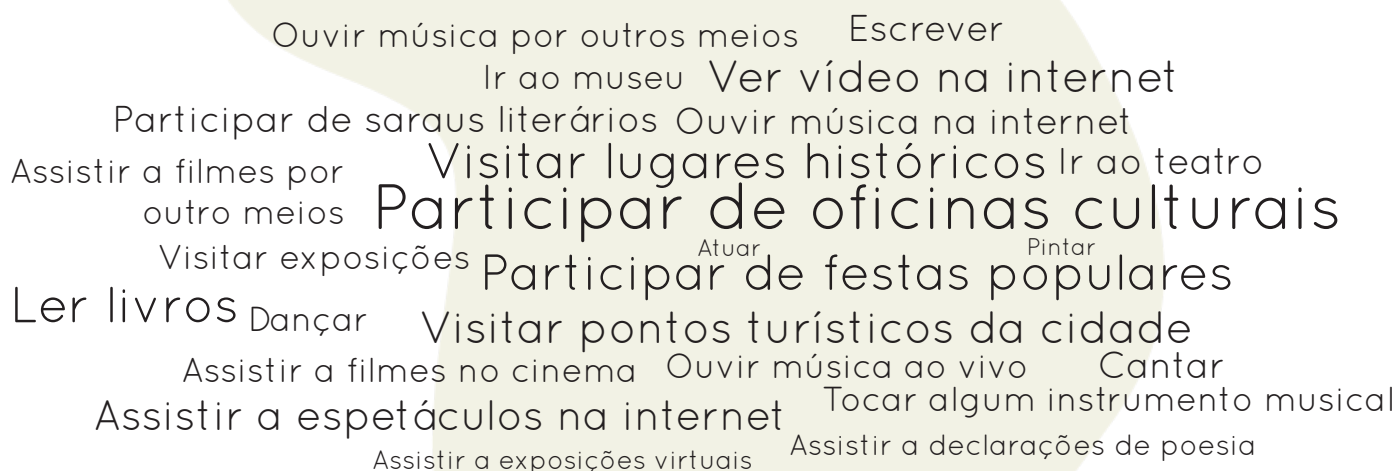 Ouvir música por outros meios
Escrever
Ir ao museu
Ver vídeo na internet
Participar de saraus literários
Ouvir música na internet
Assistir a filmes por
outro meios
Visitar lugares históricos
Ir ao teatro
Participar de oficinas culturais
Visitar exposições
Atuar
Pintar
Participar de festas populares
Ler livros
Dançar
Visitar pontos turísticos da cidade
Assistir a filmes no cinema
Ouvir música ao vivo
Cantar
Assistir a espetáculos na internet
Tocar algum instrumento musical
Assistir a exposições virtuais
Assistir a declarações de poesia